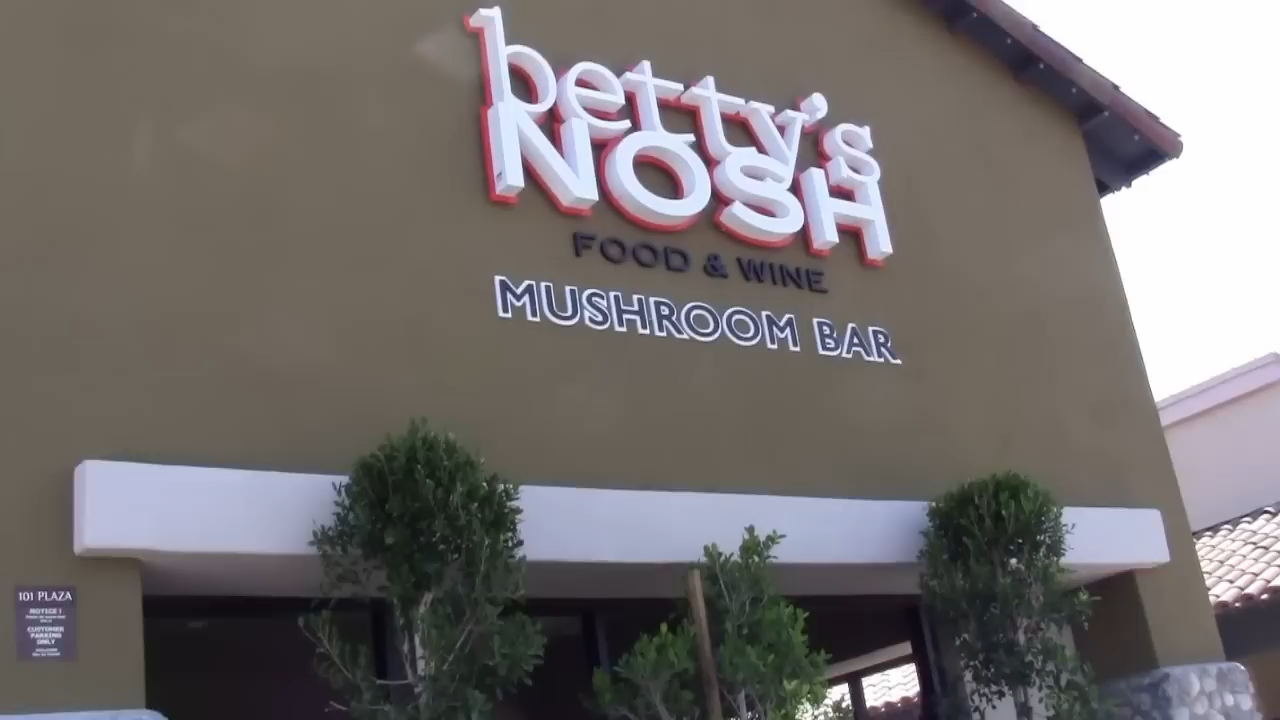 betty's
NOSH
FOOD & WINE
MUSHROOM BAR
101 PLAZA
NOTICE!
CUSTOMER
PARKING
ONLY